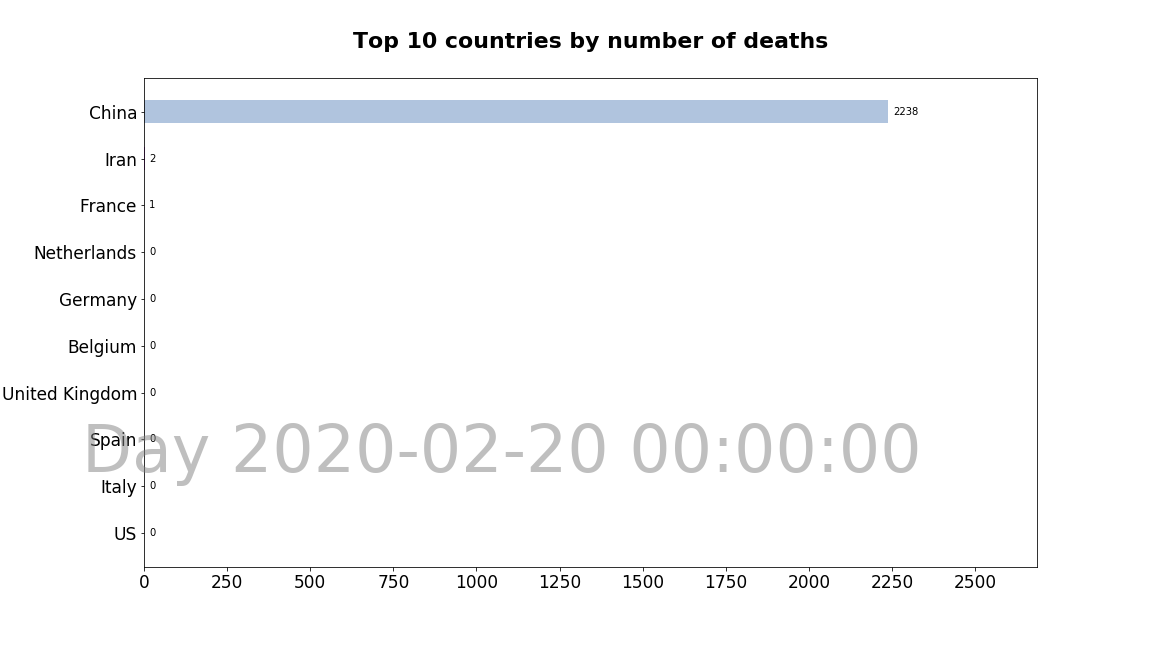 Top 10 countries by number of deaths
China 2238
Iran 2
France 1
Netherlands 0
Germany 0
Belgium 0
United Kingdom 0
Spain 0
Day 2020-02-20 00:00:00
Italy 0
US 0
0 250 500 750 1000 1250 1500 1750 2000 2250 2500